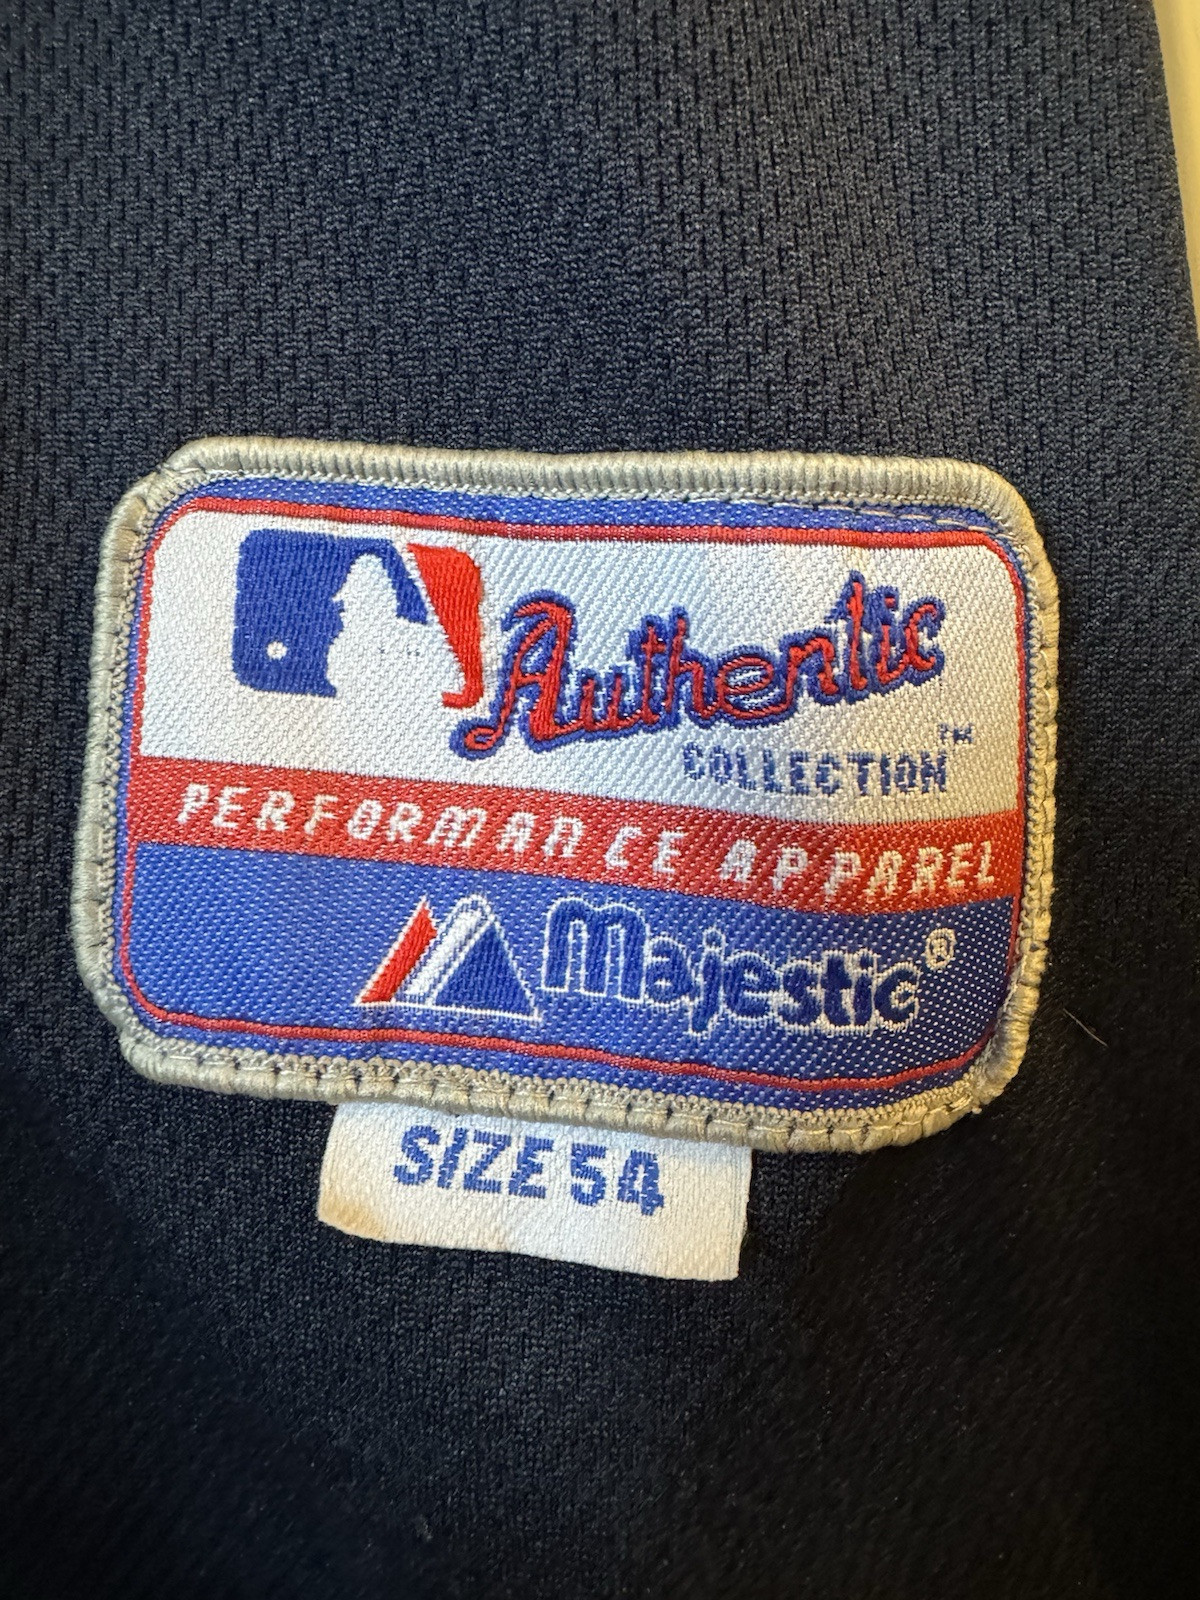 Authentic
COLLECTION™
PERFORMANCE APPAREL
Majestic®
SIZE 54